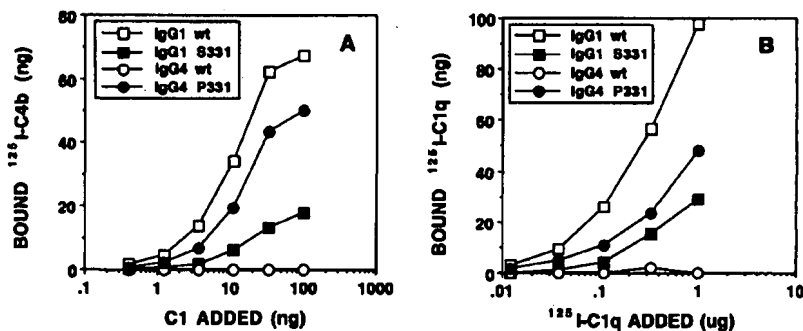 A
IgG1 wt
IgG1 S331
IgG4 wt
IgG4 P331
BOUND ¹²⁵I-C4b (ng)
80
60
40
20
0
.1
1
10
100
1000
C1 ADDED (ng)
B
IgG1 wt
IgG1 S331
IgG4 wt
IgG4 P331
BOUND ¹²⁵I-C1q (ng)
100
80
60
40
20
0
.01
.1
1
10
¹²⁵I-C1q ADDED (ug)